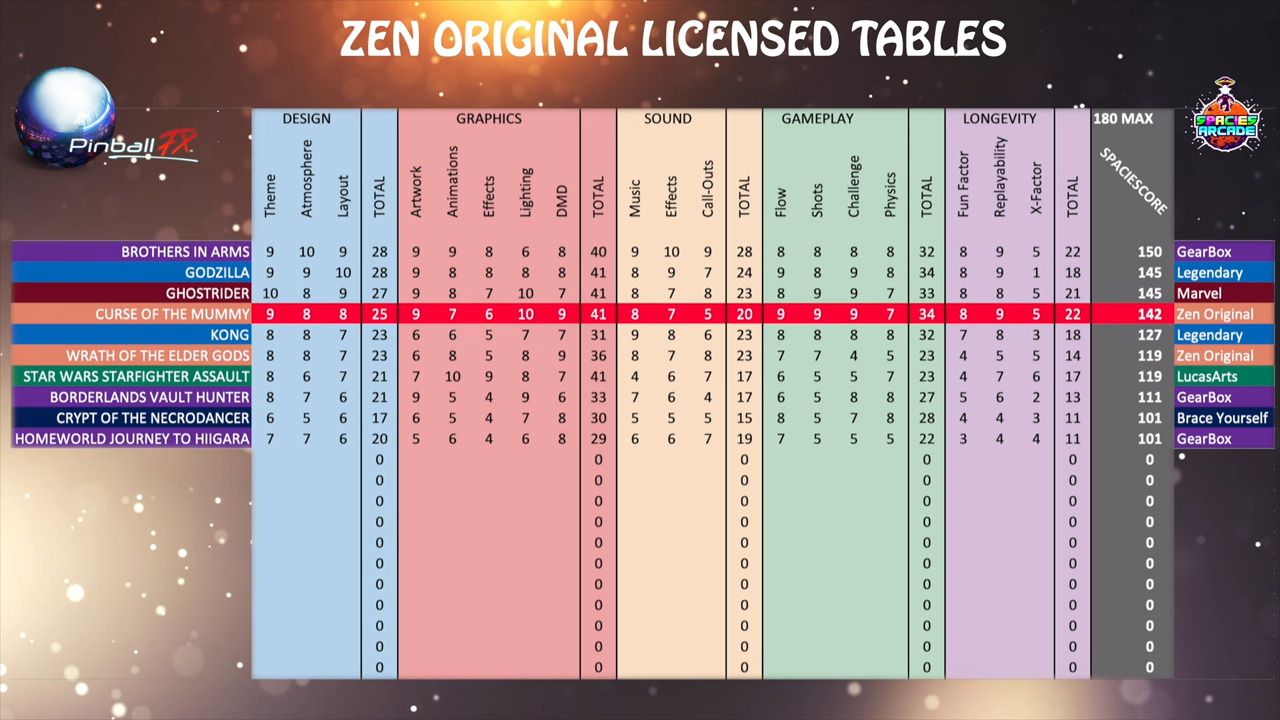 ZEN ORIGINAL LICENSED TABLES
Pinball FX
SPACIES ARCADE
DESIGN GRAPHICS SOUND GAMEPLAY LONGEVITY 180 MAX
Theme Atmosphere Layout TOTAL Artwork Animations Effects Lighting DMD TOTAL Music Effects Call-Outs TOTAL Flow Shots Challenge Physics TOTAL Fun Factor Replayability X-Factor TOTAL SPACIESCORE
BROTHERS IN ARMS 9 10 9 28 9 9 8 6 8 40 9 10 9 28 8 8 8 8 32 8 9 5 22 150 GearBox
GODZILLA 9 9 10 28 9 8 8 8 8 41 8 9 7 24 9 8 9 8 34 8 9 1 18 145 Legendary
GHOSTRIDER 10 8 9 27 9 8 7 10 7 41 8 7 8 23 8 9 9 7 33 8 8 5 21 145 Marvel
CURSE OF THE MUMMY 9 8 8 25 9 7 6 10 9 41 8 7 5 20 9 9 9 7 34 8 9 5 22 142 Zen Original
KONG 8 8 7 23 6 6 5 7 7 31 9 8 6 23 8 8 8 8 32 7 8 3 18 127 Legendary
WRATH OF THE ELDER GODS 8 8 7 23 6 8 5 8 9 36 8 7 8 23 7 7 4 5 23 4 5 5 14 119 Zen Original
STAR WARS STARFIGHTER ASSAULT 8 6 7 21 7 10 9 8 7 41 4 6 7 17 6 5 5 7 23 4 7 6 17 119 LucasArts
BORDERLANDS VAULT HUNTER 8 7 6 21 9 5 4 9 6 33 7 6 4 17 6 5 8 8 27 5 6 2 13 111 GearBox
CRYPT OF THE NECRODANCER 6 5 6 17 6 5 4 7 8 30 5 5 5 15 8 5 7 8 28 4 4 3 11 101 Brace Yourself
HOMEWORLD JOURNEY TO HIIGARA 7 7 6 20 5 6 4 6 8 29 6 6 7 19 7 5 5 5 22 3 4 4 11 101 GearBox
0 0 0 0 0 0
0 0 0 0 0 0
0 0 0 0 0 0
0 0 0 0 0 0
0 0 0 0 0 0
0 0 0 0 0 0
0 0 0 0 0 0
0 0 0 0 0 0
0 0 0 0 0 0
0 0 0 0 0 0
0 0 0 0 0 0